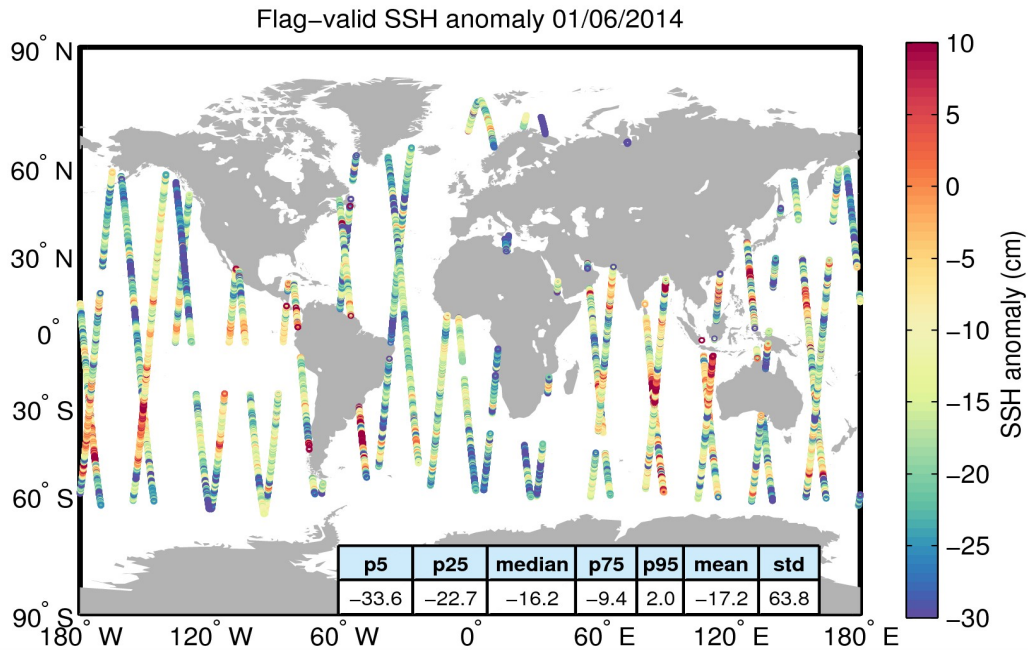 Flag−valid SSH anomaly 01/06/2014
90° N
60° N
30° N
0°
30° S
60° S
90° S
180° W 120° W 60° W 0° 60° E 120° E 180° E
p5 p25 median p75 p95 mean std
−33.6 −22.7 −16.2 −9.4 2.0 −17.2 63.8
10
5
0
−5
−10
−15
−20
−25
−30
SSH anomaly (cm)